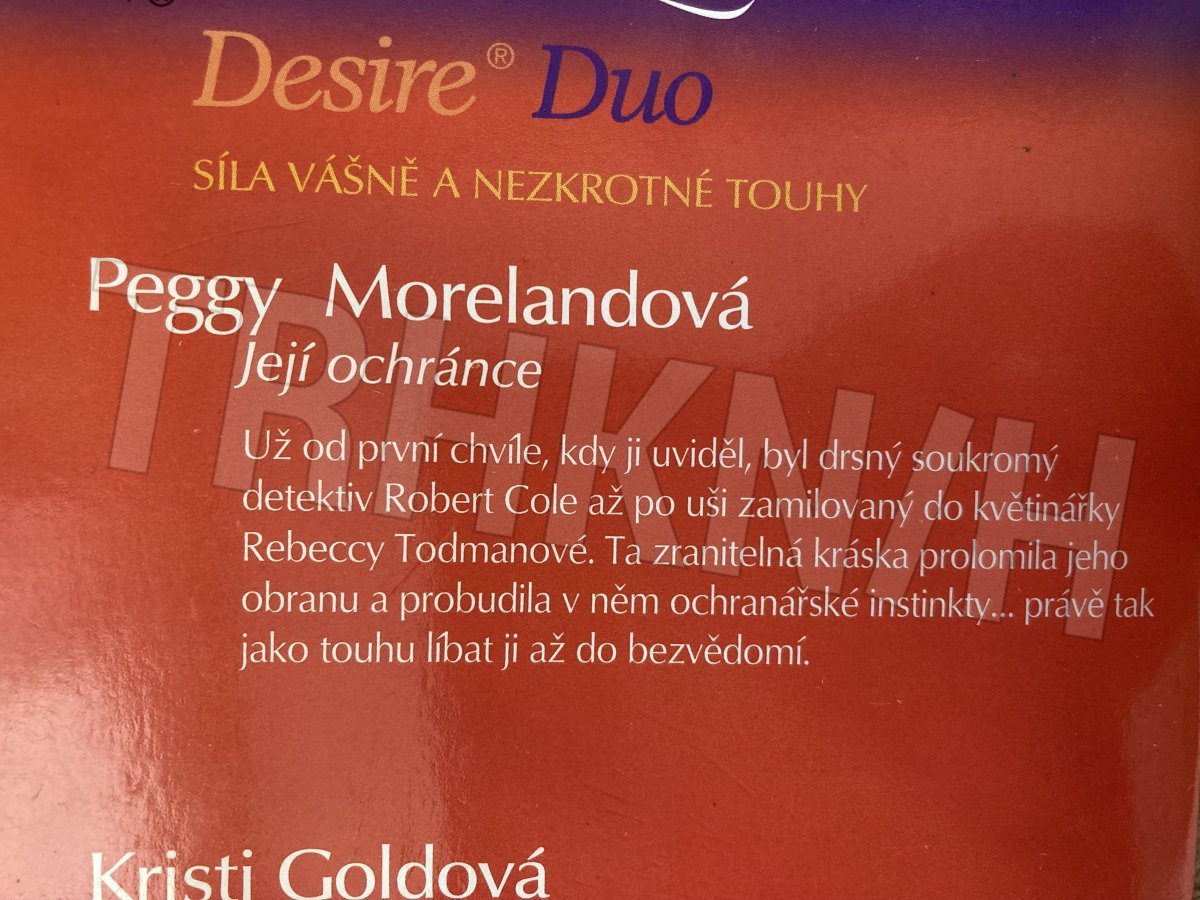 Desire® Duo
SÍLA VÁŠNĚ A NEZKROTNÉ TOUHY
Peggy Morelandová
Její ochránce
Už od první chvíle, kdy ji uviděl, byl drsný soukromý
detektiv Robert Cole až po uši zamilovaný do květinářky
Rebeccy Todmanové. Ta zranitelná kráska prolomila jeho
obranu a probudila v něm ochranářské instinkty... právě tak
jako touhu líbat ji až do bezvědomí.
Kristi Goldová
TRHKN/H